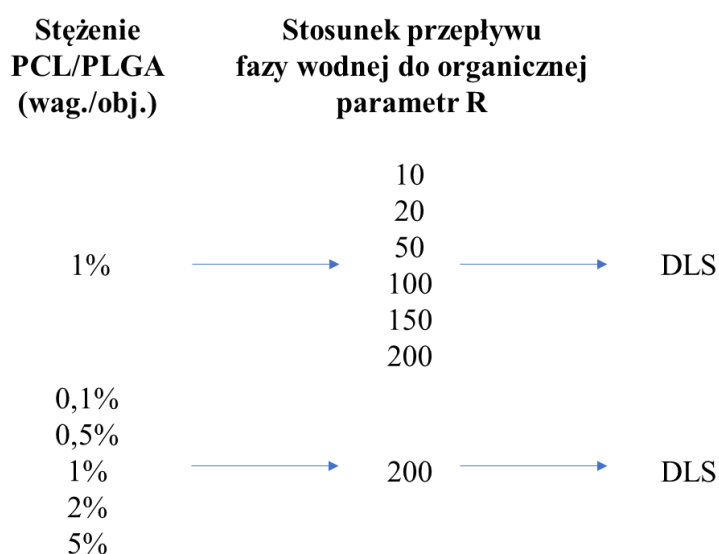 Stężenie
PCL/PLGA
(wag./obj.)
Stosunek przepływu
fazy wodnej do organicznej
parametr R
1%
10
20
50
100
150
200
DLS
0,1%
0,5%
1%
2%
5%
200
DLS